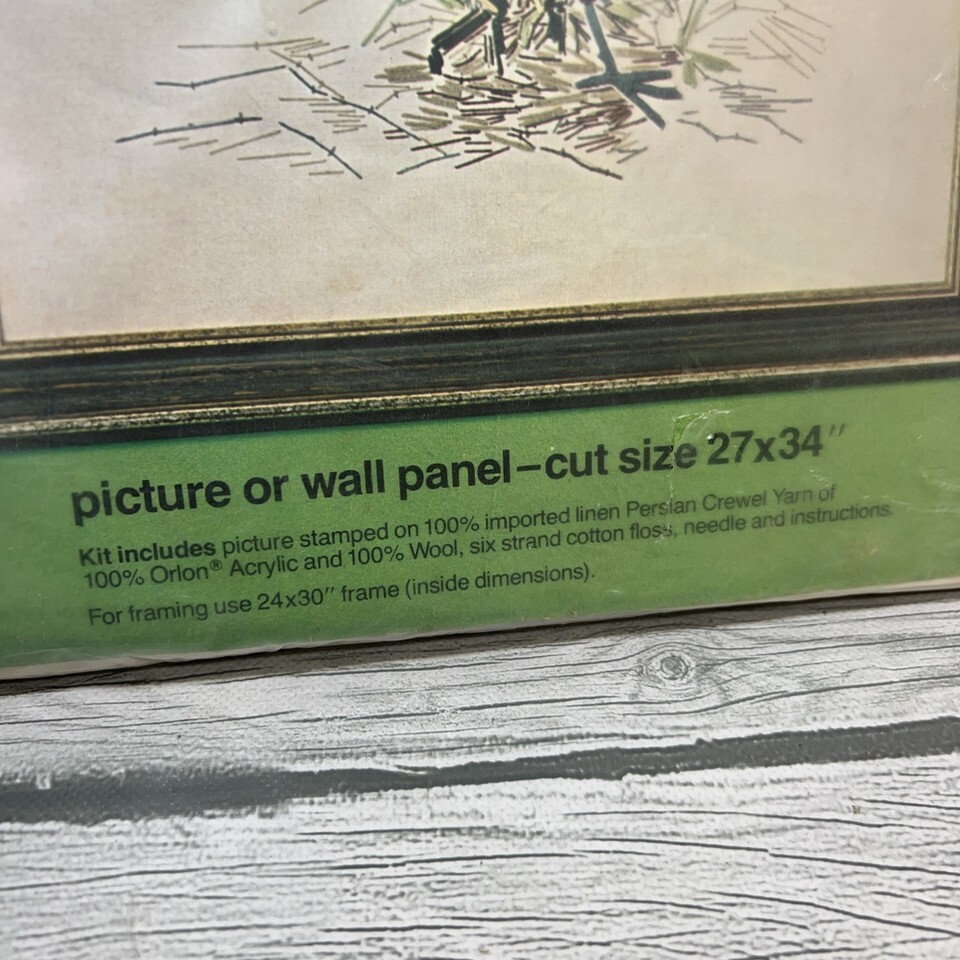 picture or wall panel–cut size 27x34″
Kit includes picture stamped on 100% imported linen Persian Crewel Yarn of
100% Orlon® Acrylic and 100% Wool, six strand cotton floss, needle and instructions.
For framing use 24x30″ frame (inside dimensions).